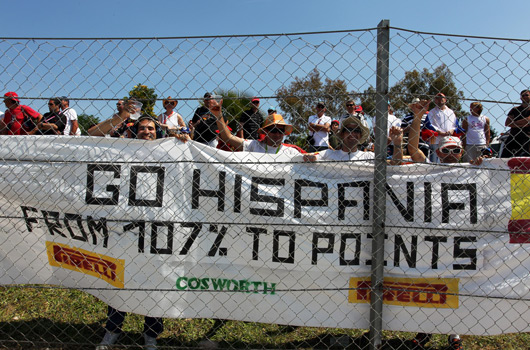 GO HISPANIA
FROM 107% TO POINTS
PIRELLI
COSWORTH
PIRELLI